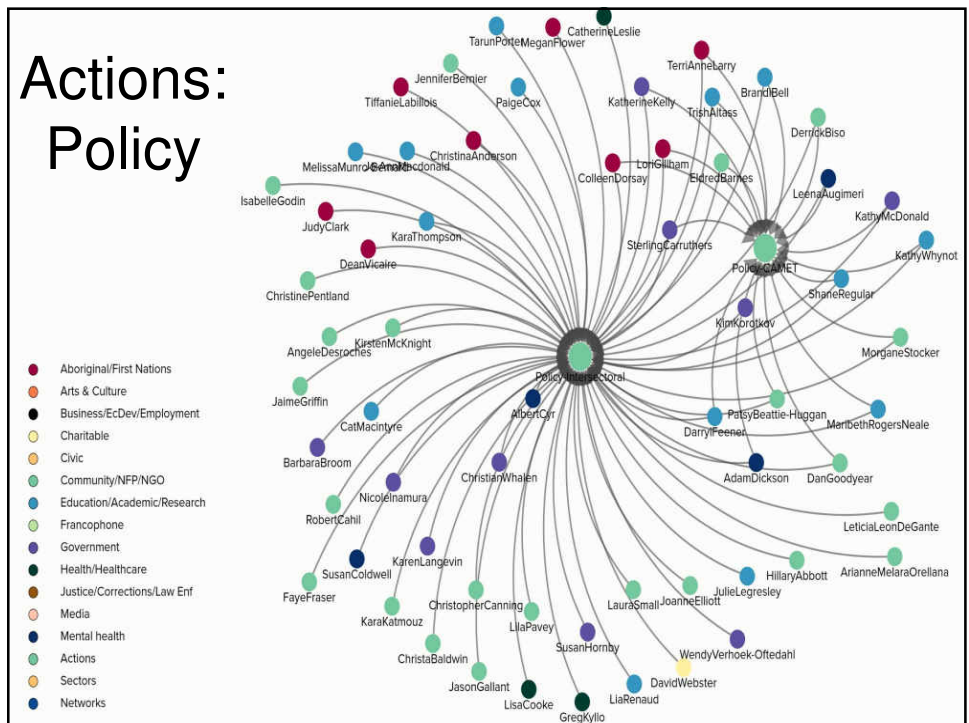 Actions:
Policy
TarunPorter
MeganFlower
CatherineLeslie
TerriAnneLarry
JenniferBernier
TiffanieLabillois
PaigeCox
KatherineKelly
TrishAltass
BrandiBell
DerrickBiso
ChristinaAnderson
ColleenDorsay
LoriGillham
EldredBarnes
LeenaAugimeri
IsabelleGodin
KathyMcDonald
JudyClark
KaraThompson
SterlingCarruthers
KathyWhynot
DeanVicaire
Policy-CAMET
ChristinePentland
ShaneRegular
KimKorotkov
AngeleDesroches
KirstenMcKnight
MorganeStocker
Policy-Intersectoral
JaimeGriffin
AlbertCyr
PatsyBeattie-Huggan
CatMacintyre
DarrylFeener
MaribethRogersNeale
BarbaraBroom
ChristianWhalen
AdamDickson
DanGoodyear
NicoleInamura
RobertCahil
LeticiaLeonDeGante
SusanColdwell
KarenLangevin
HillaryAbbott
ArianneMelaraOrellana
FayeFraser
ChristopherCanning
LauraSmall
JoanneElliott
JulieLegresley
KaraKatmouz
LilaPavey
ChristaBaldwin
SusanHornby
WendyVerhoek-Oftedahl
JasonGallant
DavidWebster
LisaCooke
LiaRenaud
GregKyllo
Aboriginal/First Nations
Arts & Culture
Business/EcDev/Employment
Charitable
Civic
Community/NFP/NGO
Education/Academic/Research
Francophone
Government
Health/Healthcare
Justice/Corrections/Law Enf
Media
Mental health
Actions
Sectors
Networks